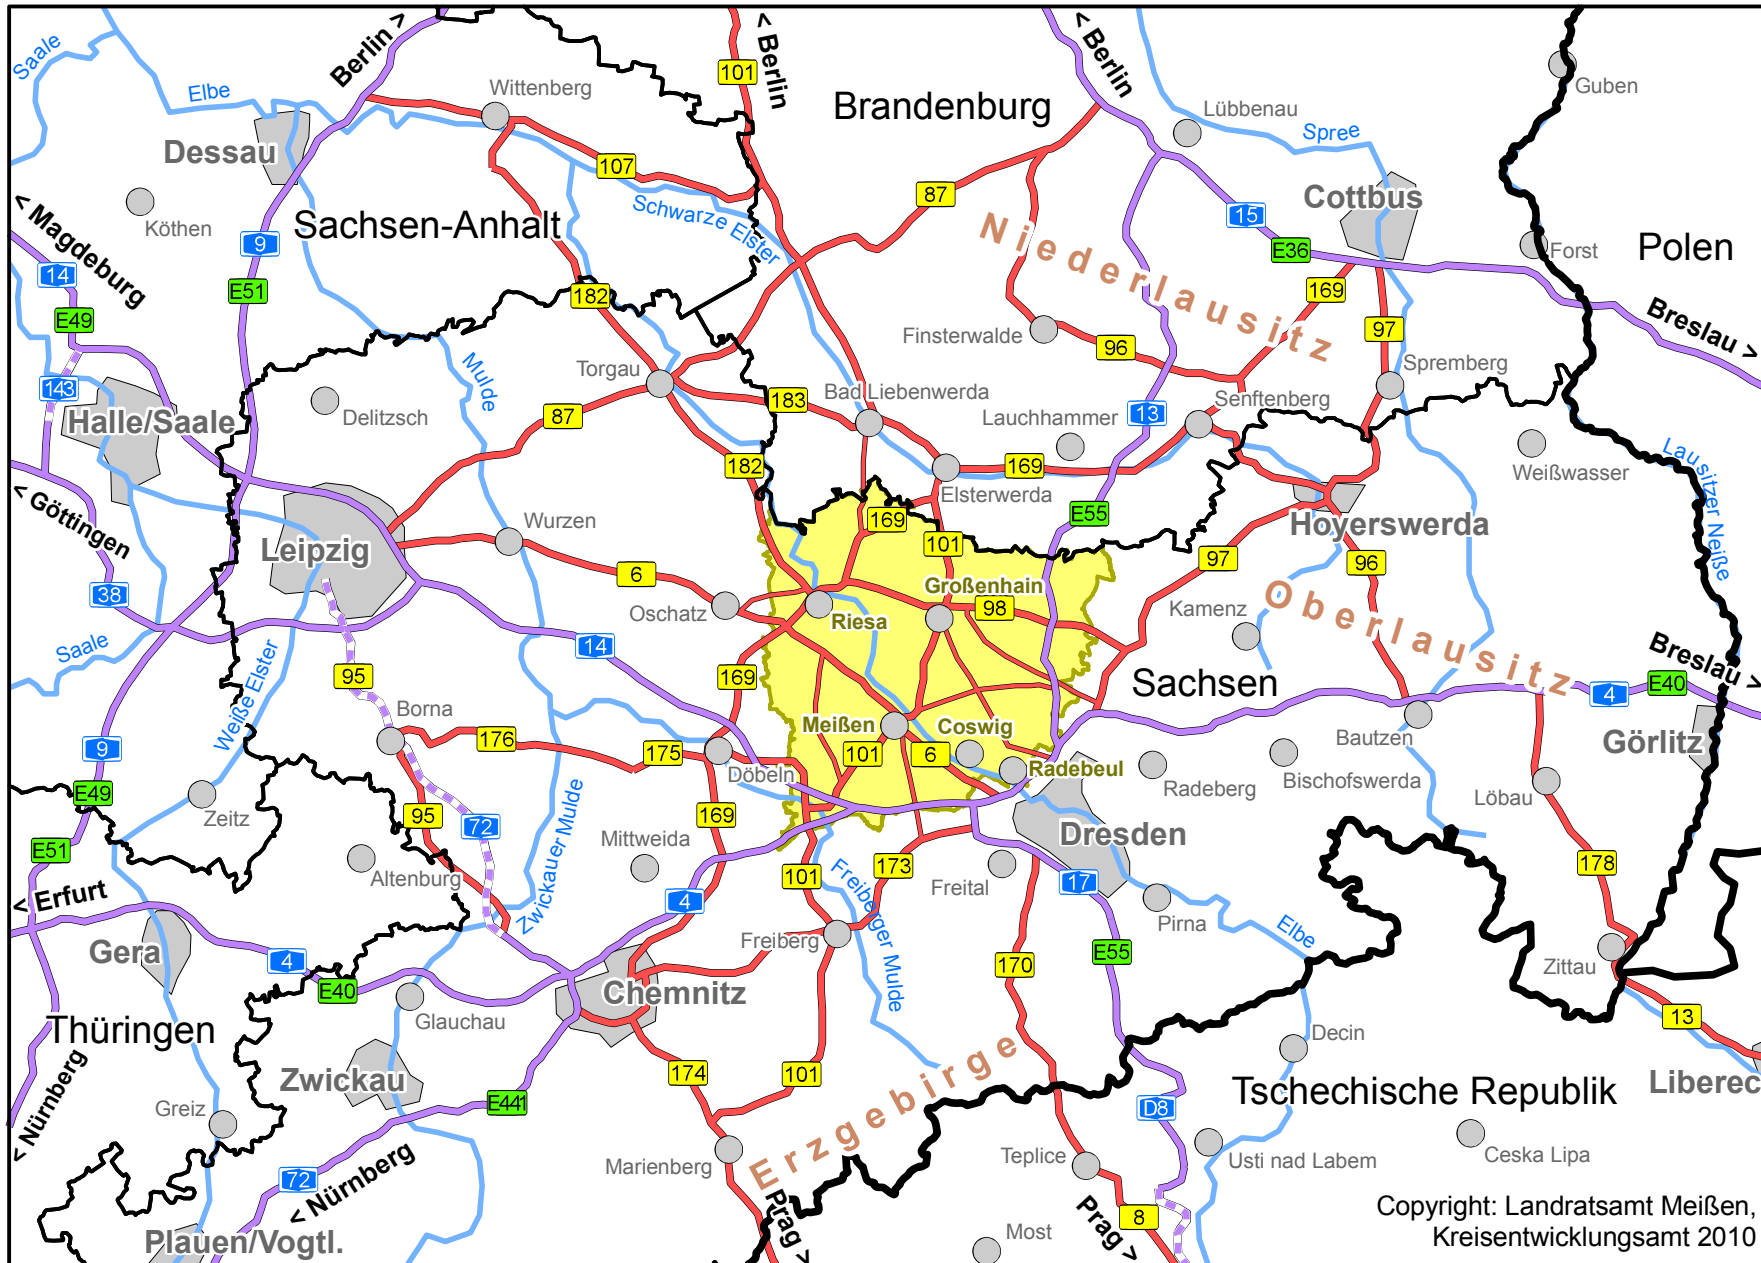 Saale
Elbe
Berlin >
< Berlin
101
< Berlin
Brandenburg
Wittenberg
Lübbenau
Spree
Guben
Dessau
107
87
Cottbus
Köthen
Schwarze Elster
15
Sachsen-Anhalt
9
E36
Forst
Polen
< Magdeburg
14
E51
182
169
Niederlausitz
Breslau >
E49
Finsterwalde
96
97
Mulde
Torgau
Spremberg
143
Delitzsch
87
183
Bad Liebenwerda
Lauchhammer
13
Senftenberg
Halle/Saale
182
169
Weißwasser
Lausitzer Neiße
< Göttingen
Elsterwerda
E55
169
Hoyerswerda
Leipzig
Wurzen
101
97
96
6
Großenhain
38
Oschatz
98
Kamenz
Oberlausitz
Riesa
Saale
14
Weiße Elster
95
169
Sachsen
Breslau >
E40
4
Borna
Meißen
Coswig
9
176
175
101
6
Bautzen
Görlitz
Döbeln
Radebeul
Radeberg
Bischofswerda
E49
Zeitz
95
72
169
Löbau
Zwickauer Mulde
Mittweida
Dresden
E51
Altenburg
101
173
Freital
17
178
< Erfurt
4
Freiberger Mulde
Pirna
Elbe
Gera
Freiberg
E55
4
170
Zittau
E40
Chemnitz
Glauchau
13
Thüringen
Decin
< Nürnberg
Zwickau
174
101
Erzgebirge
Tschechische Republik
Liberec
E441
Greiz
D8
Marienberg
Teplice
Usti nad Labem
Ceska Lipa
72
< Nürnberg
Prag >
Prag >
8
Plauen/Vogtl.
Most
Copyright: Landratsamt Meißen,
Kreisentwicklungsamt 2010